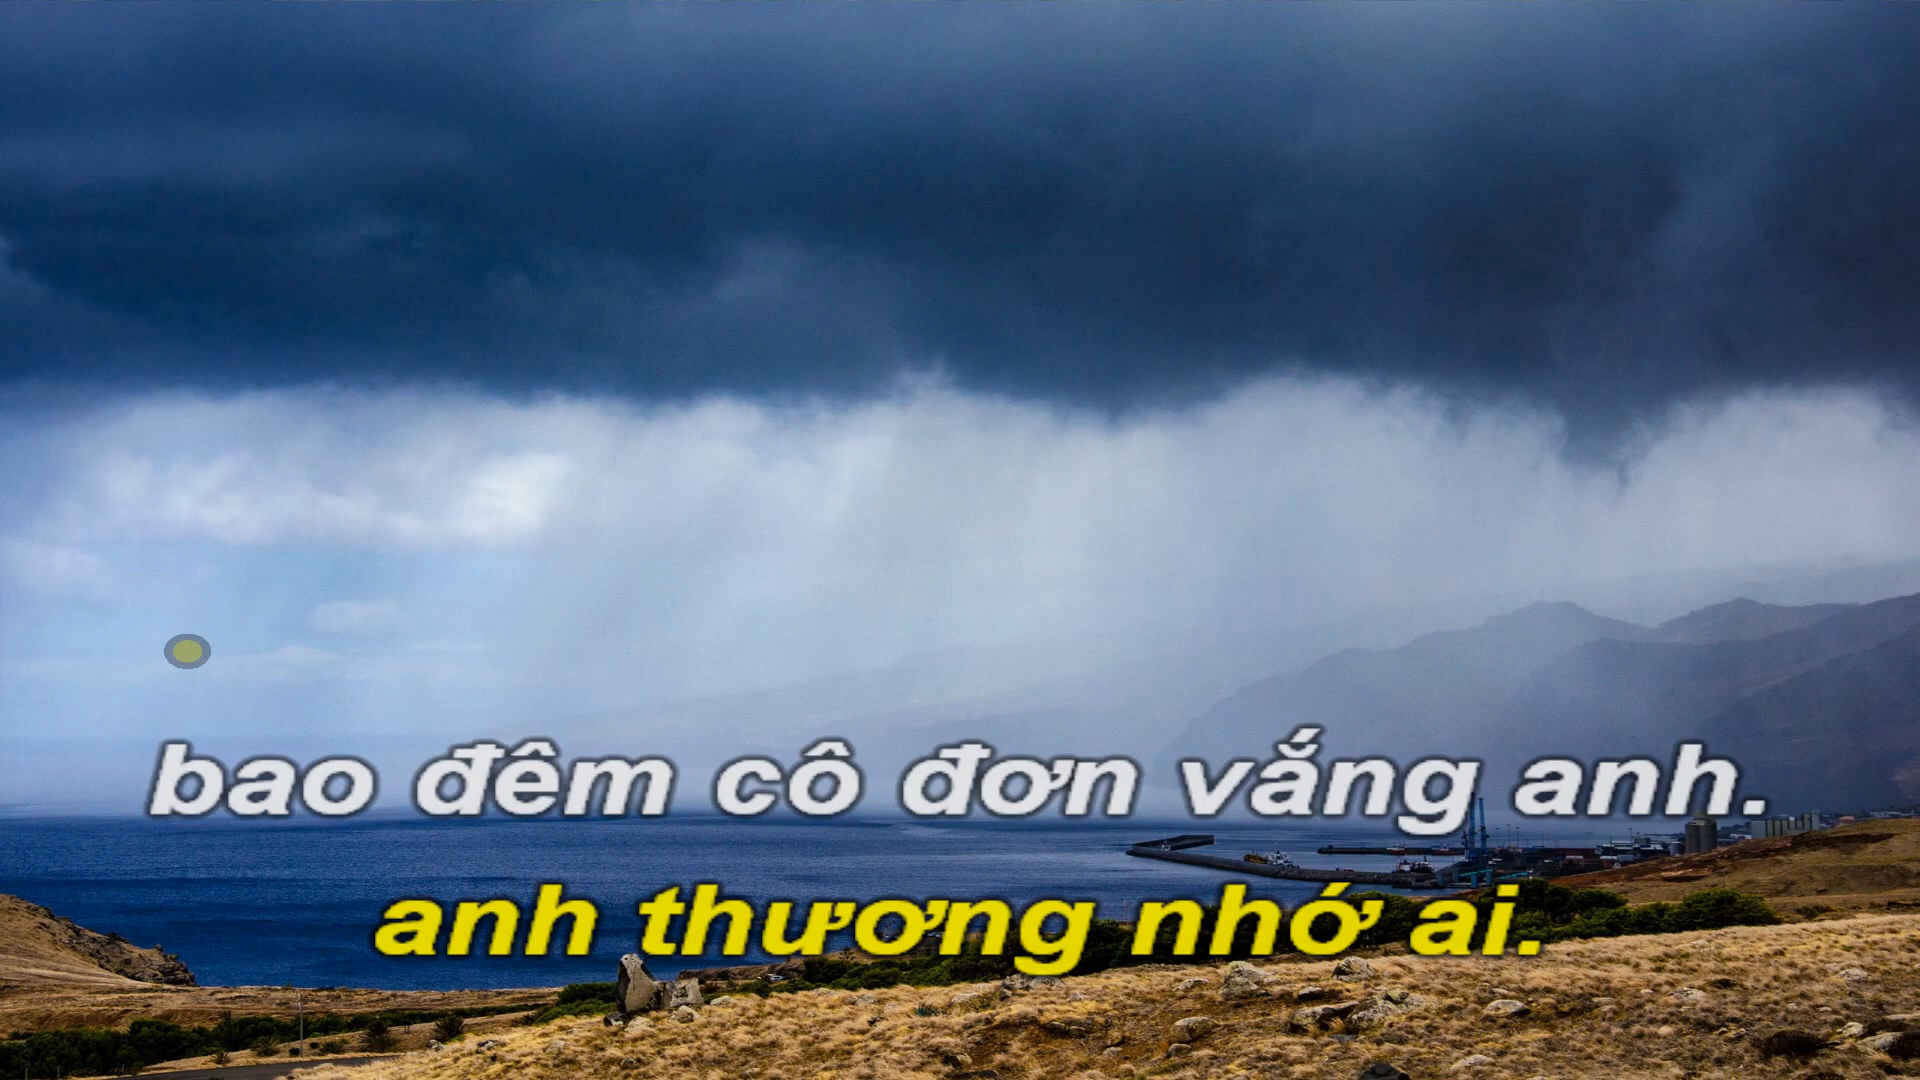 bao đêm cô đơn vắng anh.
anh thương nhớ ai.